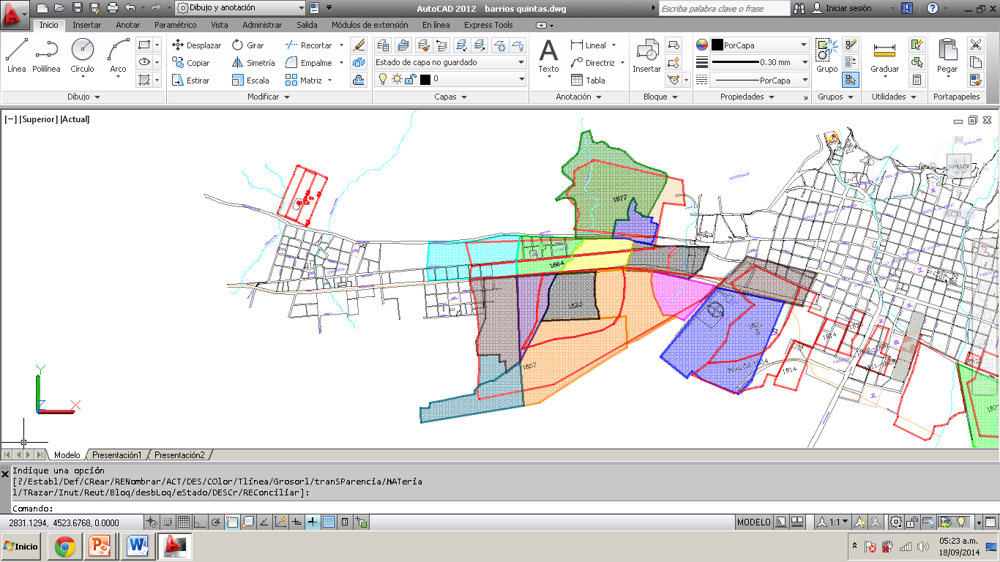 Dibujo y anotación
AutoCAD 2012 barrios quintas.dwg
Escriba palabra clave o frase
Iniciar sesión
Inicio Insertar Anotar Paramétrico Vista Administrar Salida Módulos de extensión En línea Express Tools
Línea Polilínea Círculo Arco
Desplazar Girar Recortar
Copiar Simetría Empalme
Estirar Escala Matriz
Estado de capa no guardado
0
Texto
Lineal
Directriz
Tabla
Insertar
PorCapa
0.30 mm
PorCapa
Grupo
Graduar
Pegar
Dibujo Modificar Capas Anotación Bloque Propiedades Grupos Utilidades Portapapeles
[−] [Superior] [Actual]
N
SUPERIOR
E
SCU
1877
1864
1857
1814
1814
Y
X
Z
Modelo Presentación1 Presentación2
Indique una opción
[?/Establ/Def/CRear/RENombrar/ACT/DES/COlor/Tlínea/Grosorl/tranSParencia/MATeria
l/TRazar/Inut/Reut/Bloq/desbLoq/eStado/DESCr/REConciliar]:
Comando:
2831.1294, 4523.6768, 0.0000
MODELO
1:1
Inicio
05:23 a.m.
18/09/2014